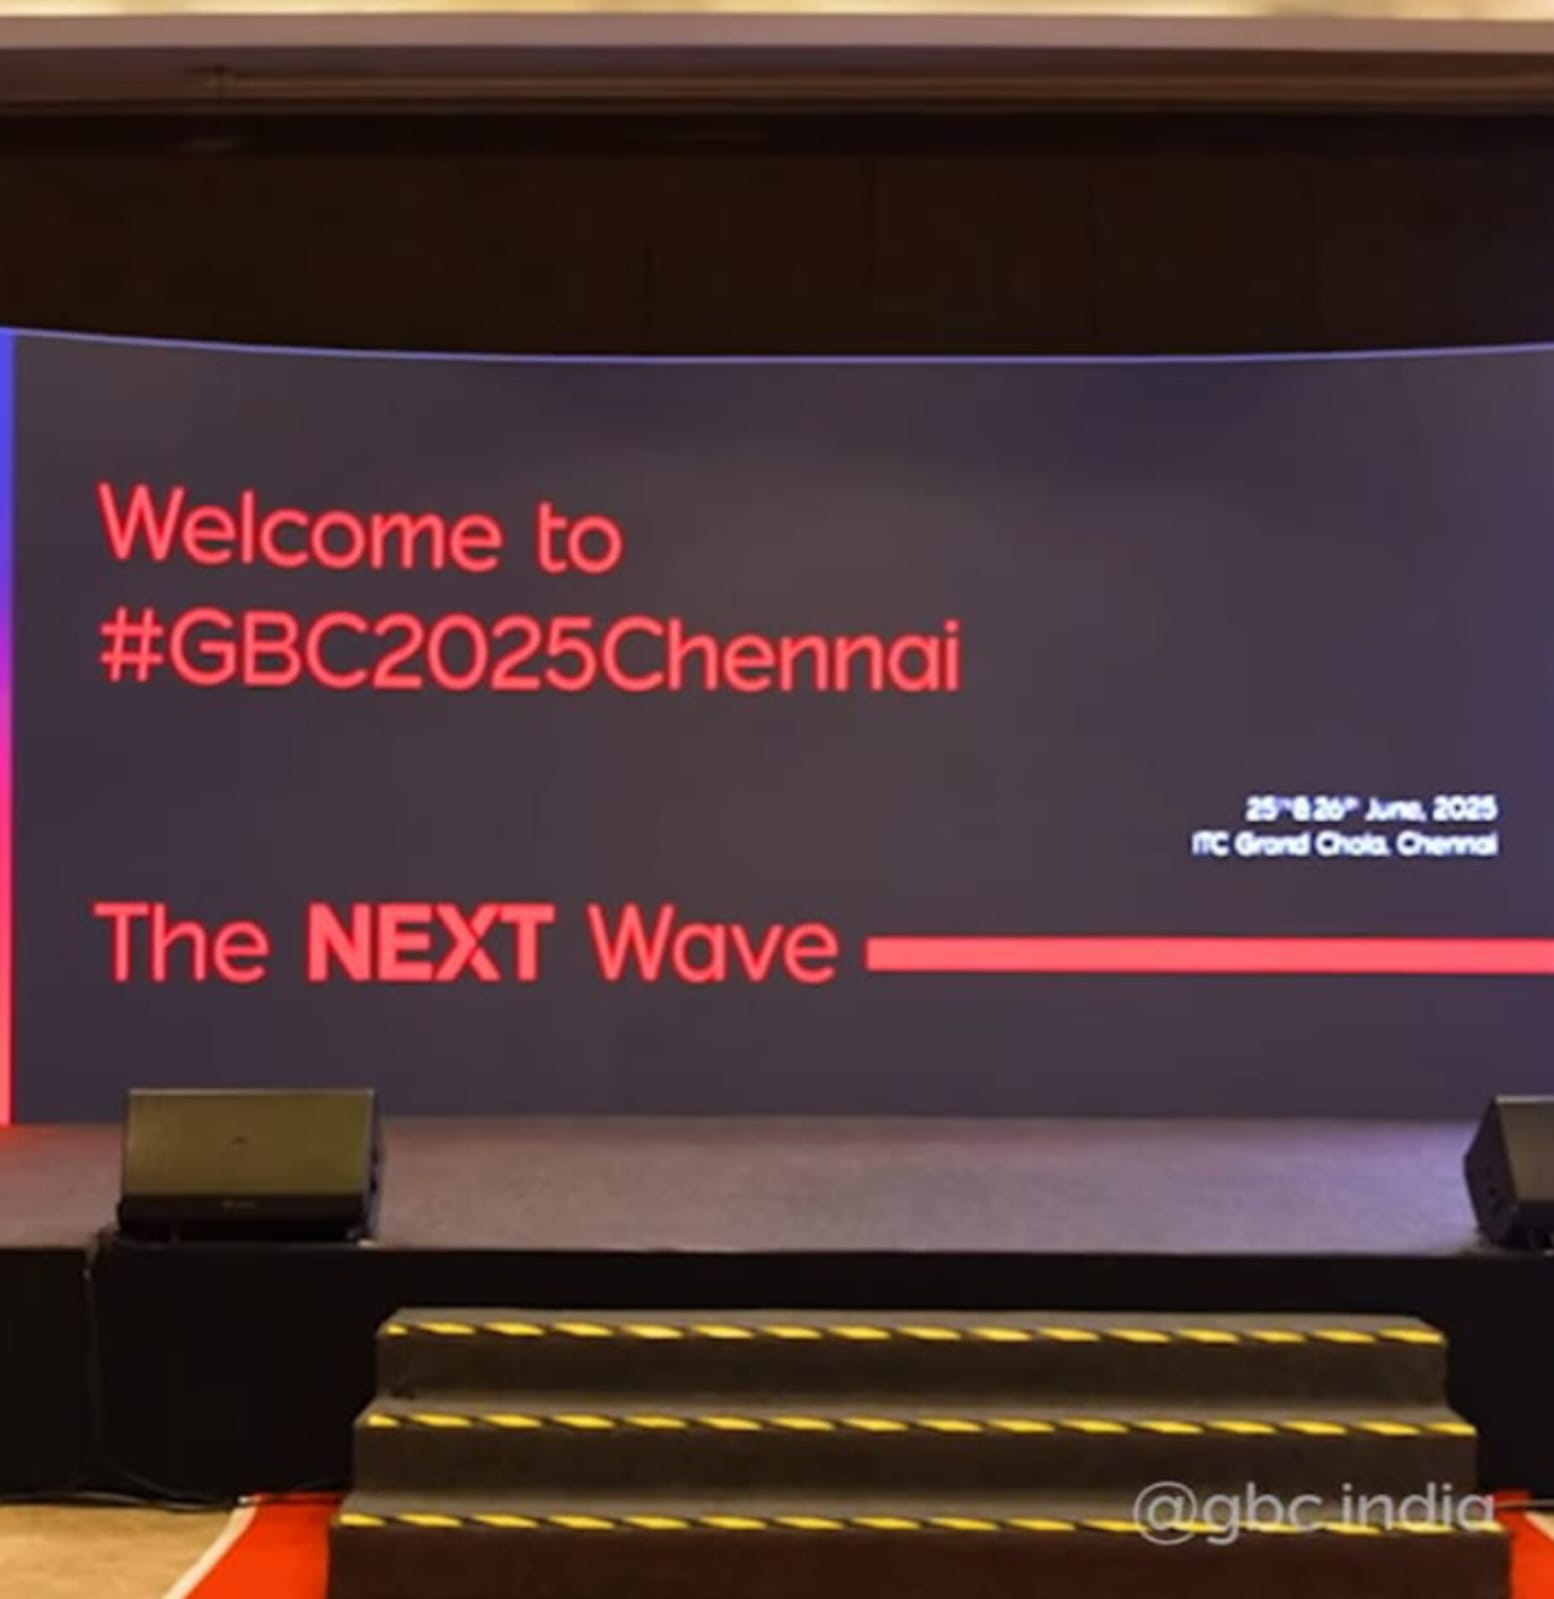 Welcome to
#GBC2025Chennai
25th & 26th June, 2025
ITC Grand Chola, Chennai
The NEXT Wave
@gbc.india